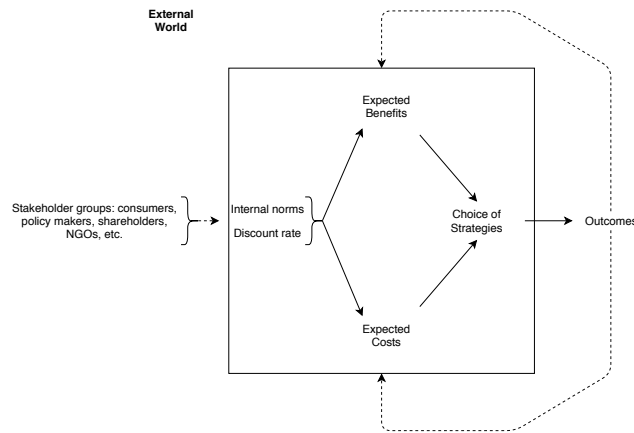 External
World
Expected
Benefits
Stakeholder groups: consumers,
policy makers, shareholders,
NGOs, etc.
Internal norms
Discount rate
Choice of
Strategies
Outcomes
Expected
Costs